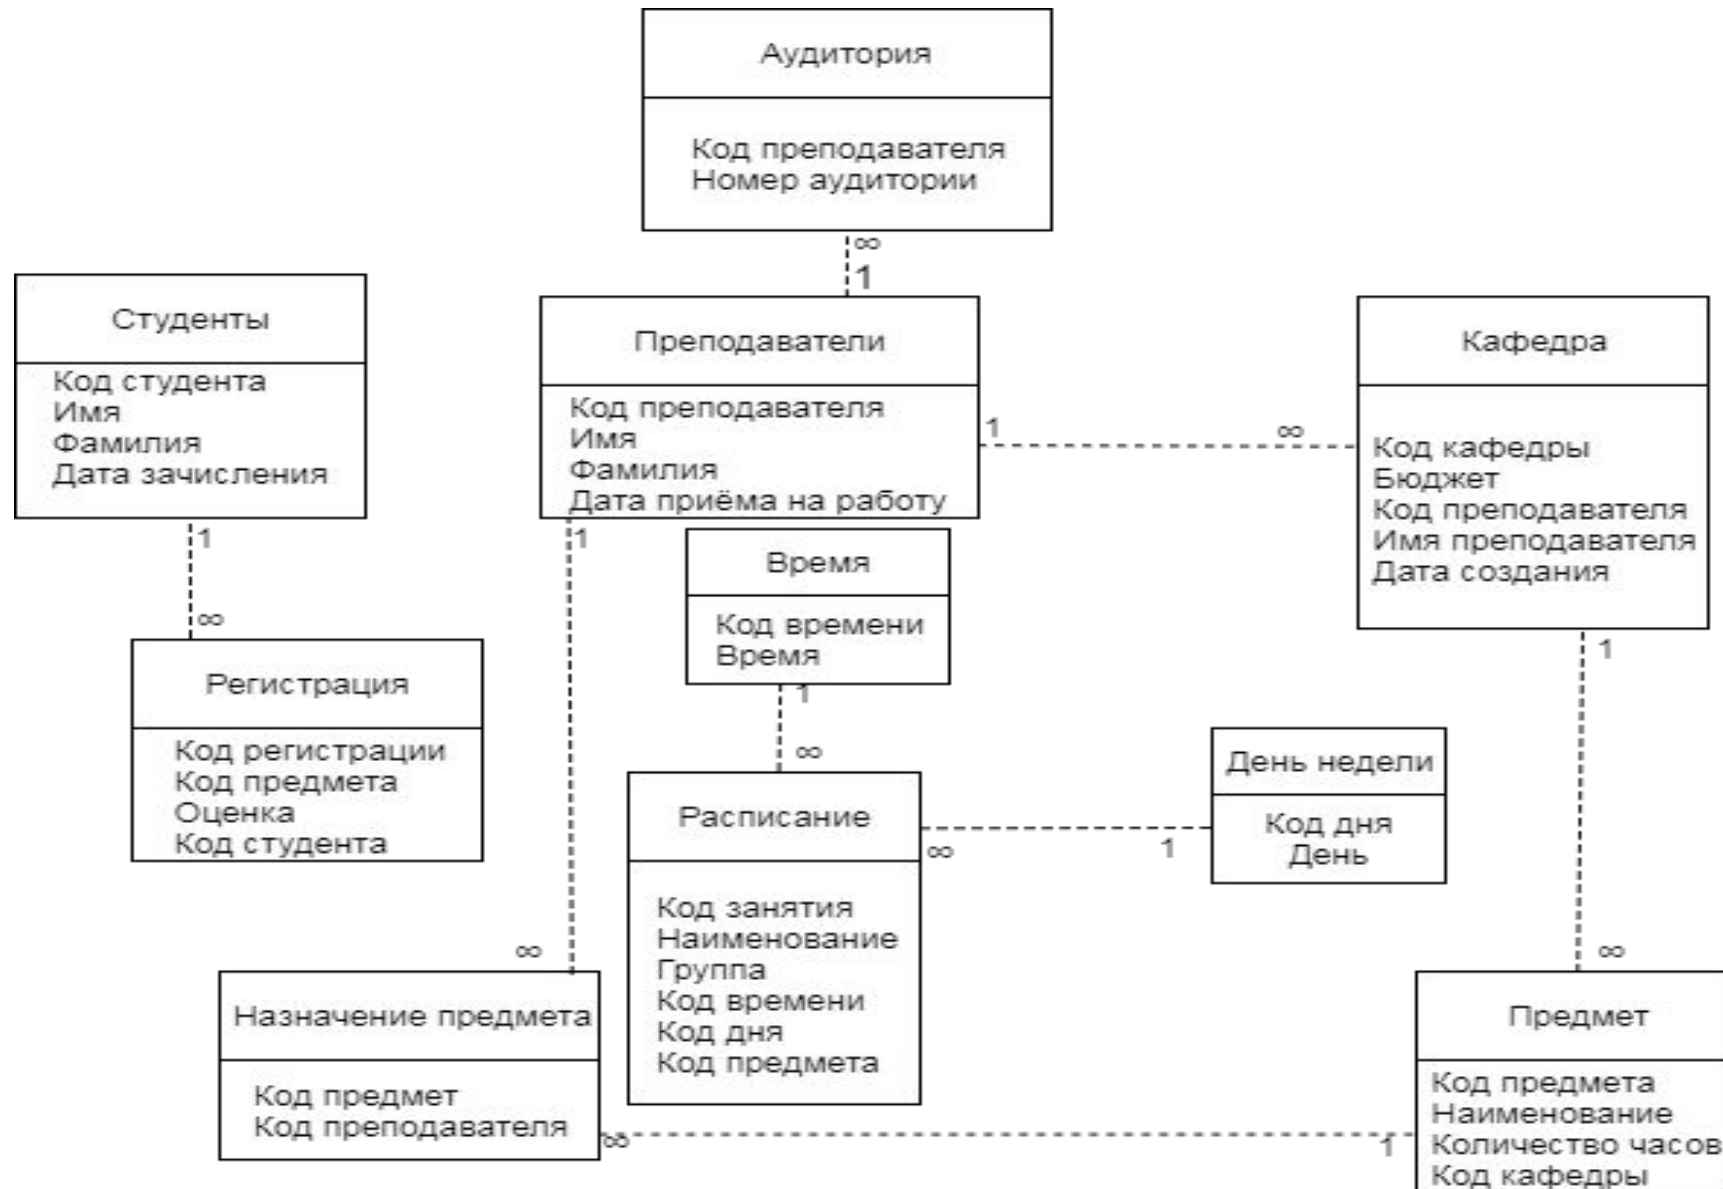 Аудитория
Код преподавателя
Номер аудитории
∞
1
Студенты
Код студента
Имя
Фамилия
Дата зачисления
1
∞
Преподаватели
Код преподавателя
Имя
Фамилия
Дата приёма на работу
1
∞
1
Кафедра
Код кафедры
Бюджет
Код преподавателя
Имя преподавателя
Дата создания
1
∞
Время
Код времени
Время
1
∞
Регистрация
Код регистрации
Код предмета
Оценка
Код студента
День недели
Код дня
День
Расписание
∞
1
Код занятия
Наименование
Группа
Код времени
Код дня
Код предмета
∞
Назначение предмета
Код предмет
Код преподавателя
∞
1
Предмет
Код предмета
Наименование
Количество часов
Код кафедры